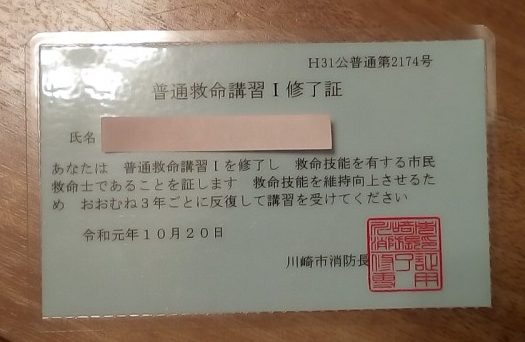 H31公普通第2174号
普通救命講習Ⅰ修了証
氏名
あなたは　普通救命講習Ⅰを修了し　救命技能を有する市民
救命士であることを証します　救命技能を維持向上させるた
め　おおむね３年ごとに反復して講習を受けてください
令和元年１０月２０日
川崎市消防長